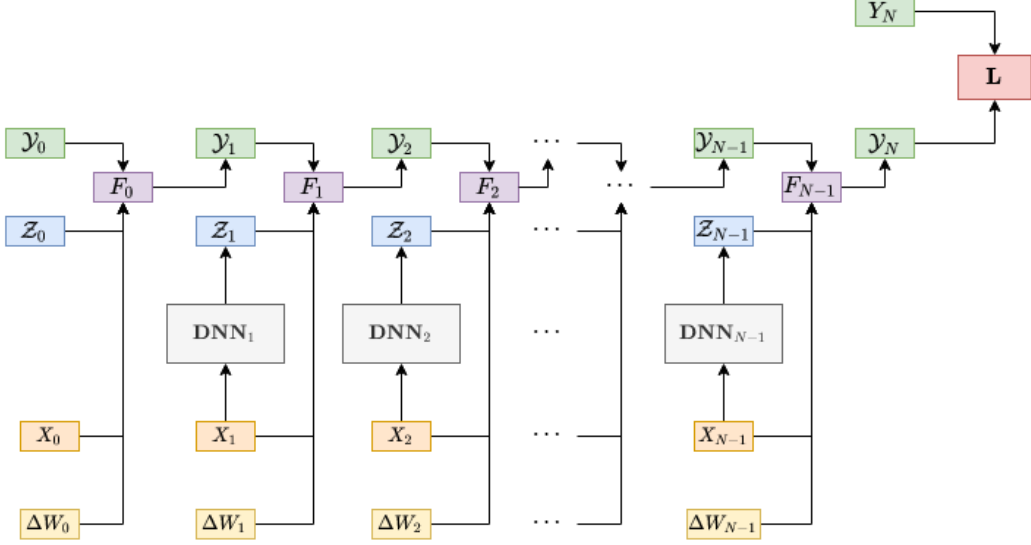 Y_N
L
𝒴_0 𝒴_1 𝒴_2 ⋯ 𝒴_{N−1} 𝒴_N
F_0 F_1 F_2 ⋯ F_{N−1}
𝒵_0 𝒵_1 𝒵_2 ⋯ 𝒵_{N−1}
DNN_1 DNN_2 ⋯ DNN_{N−1}
X_0 X_1 X_2 ⋯ X_{N−1}
ΔW_0 ΔW_1 ΔW_2 ⋯ ΔW_{N−1}